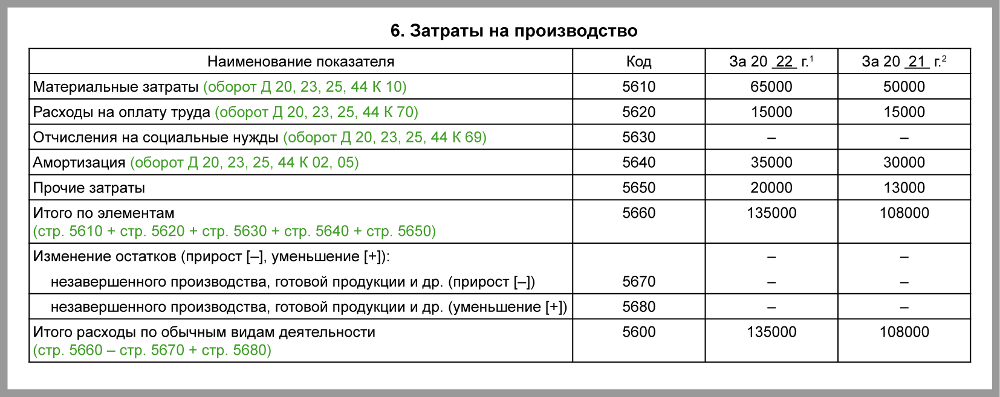 6. Затраты на производство
Наименование показателя Код За 20 22 г.¹ За 20 21 г.²
Материальные затраты (оборот Д 20, 23, 25, 44 К 10) 5610 65000 50000
Расходы на оплату труда (оборот Д 20, 23, 25, 44 К 70) 5620 15000 15000
Отчисления на социальные нужды (оборот Д 20, 23, 25, 44 К 69) 5630 – –
Амортизация (оборот Д 20, 23, 25, 44 К 02, 05) 5640 35000 30000
Прочие затраты 5650 20000 13000
Итого по элементам 5660 135000 108000
(стр. 5610 + стр. 5620 + стр. 5630 + стр. 5640 + стр. 5650)
Изменение остатков (прирост [–], уменьшение [+]): – –
незавершенного производства, готовой продукции и др. (прирост [–]) 5670 – –
незавершенного производства, готовой продукции и др. (уменьшение [+]) 5680 – –
Итого расходы по обычным видам деятельности 5600 135000 108000
(стр. 5660 – стр. 5670 + стр. 5680)